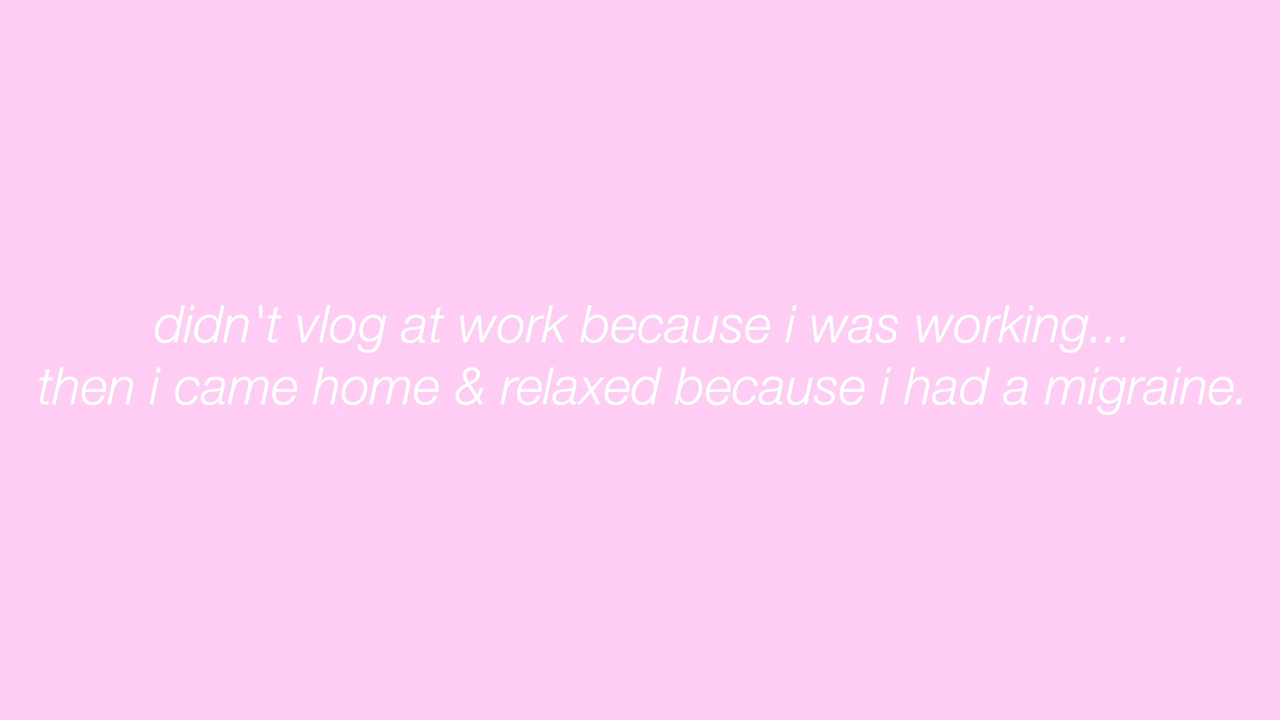 didn't vlog at work because i was working...
then i came home & relaxed because i had a migraine.